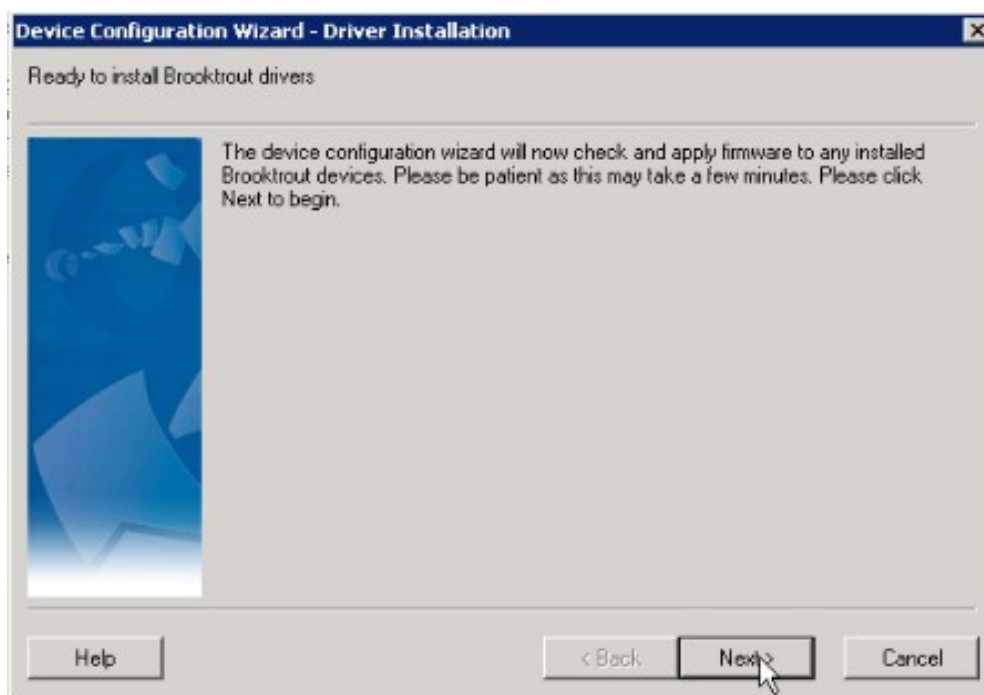 Device Configuration Wizard - Driver Installation
Ready to install Brooktrout drivers
The device configuration wizard will now check and apply firmware to any installed
Brooktrout devices. Please be patient as this may take a few minutes. Please click
Next to begin.
Help
< Back
Next >
Cancel